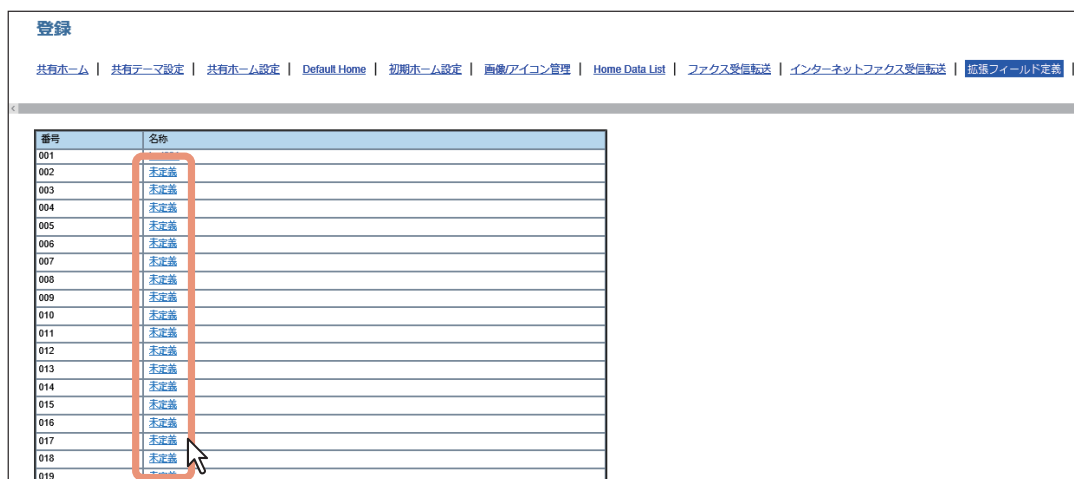 登録
共有ホーム | 共有テーマ設定 | 共有ホーム設定 | Default Home | 初期ホーム設定 | 画像/アイコン管理 | Home Data List | ファクス受信転送 | インターネットファクス受信転送 | 拡張フィールド定義 |
番号 名称
001
002 未定義
003 未定義
004 未定義
005 未定義
006 未定義
007 未定義
008 未定義
009 未定義
010 未定義
011 未定義
012 未定義
013 未定義
014 未定義
015 未定義
016 未定義
017 未定義
018 未定義
019